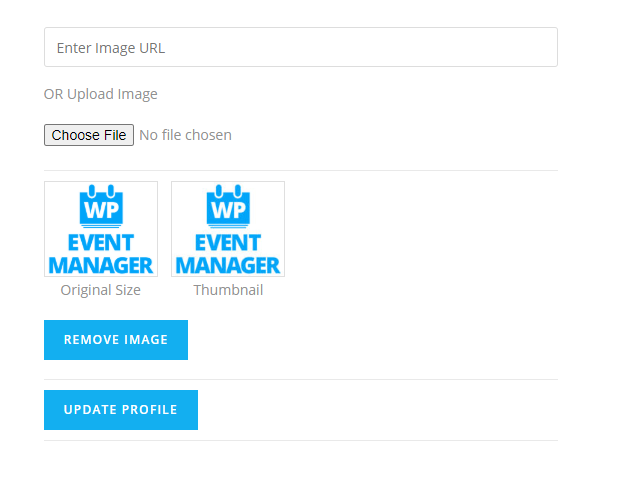 Enter Image URL
OR Upload Image
Choose File No file chosen
WP WP
EVENT EVENT
MANAGER MANAGER
Original Size Thumbnail
REMOVE IMAGE
UPDATE PROFILE